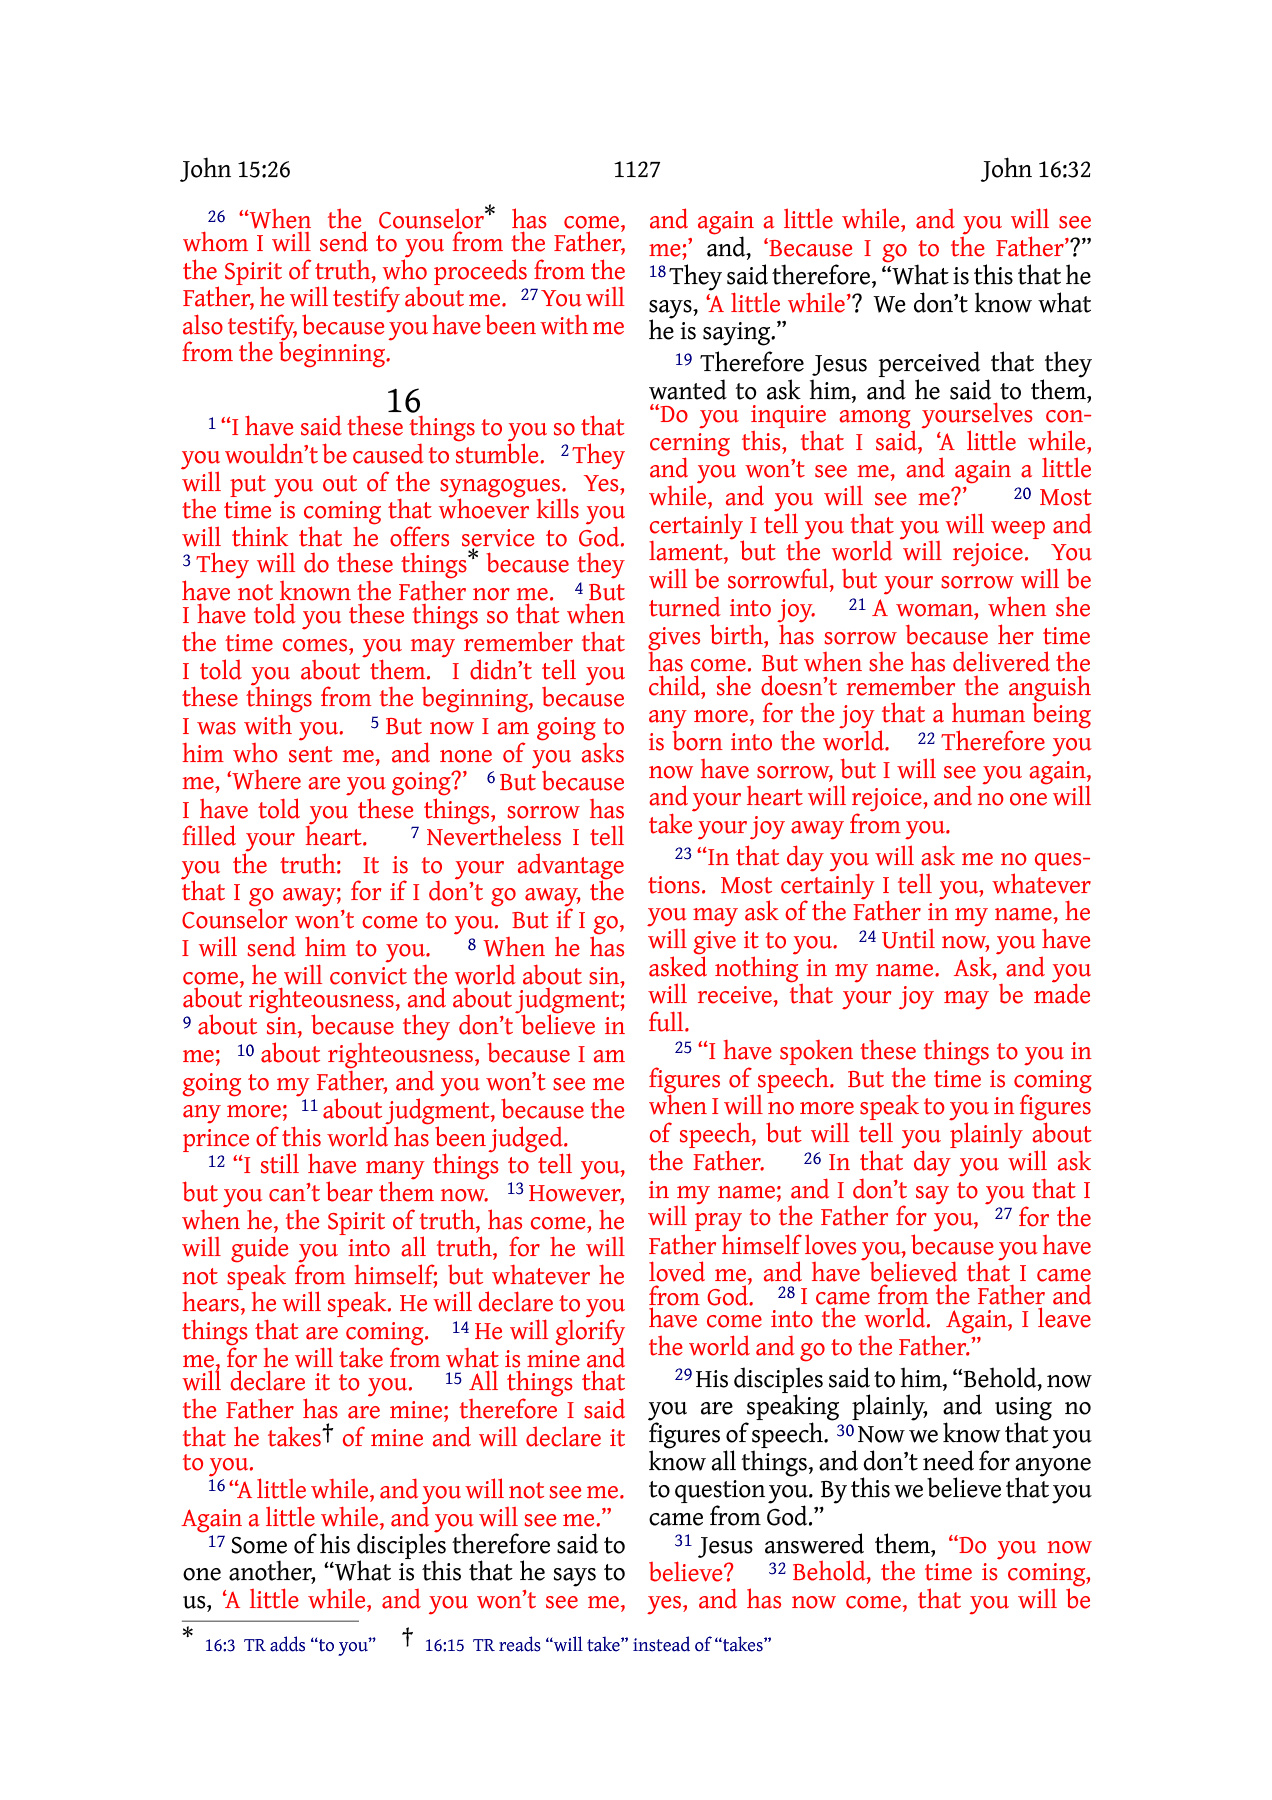 John 15:26 1127 John 16:32
26 “When the Counselor* has come,
whom I will send to you from the Father,
the Spirit of truth, who proceeds from the
Father, he will testify about me. 27 You will
also testify, because you have been with me
from the beginning.
16
1 “I have said these things to you so that
you wouldn’t be caused to stumble. 2 They
will put you out of the synagogues. Yes,
the time is coming that whoever kills you
will think that he offers service to God.
3 They will do these things* because they
have not known the Father nor me. 4 But
I have told you these things so that when
the time comes, you may remember that
I told you about them. I didn’t tell you
these things from the beginning, because
I was with you. 5 But now I am going to
him who sent me, and none of you asks
me, ‘Where are you going?’ 6 But because
I have told you these things, sorrow has
filled your heart. 7 Nevertheless I tell
you the truth: It is to your advantage
that I go away; for if I don’t go away, the
Counselor won’t come to you. But if I go,
I will send him to you. 8 When he has
come, he will convict the world about sin,
about righteousness, and about judgment;
9 about sin, because they don’t believe in
me; 10 about righteousness, because I am
going to my Father, and you won’t see me
any more; 11 about judgment, because the
prince of this world has been judged.
12 “I still have many things to tell you,
but you can’t bear them now. 13 However,
when he, the Spirit of truth, has come, he
will guide you into all truth, for he will
not speak from himself; but whatever he
hears, he will speak. He will declare to you
things that are coming. 14 He will glorify
me, for he will take from what is mine and
will declare it to you. 15 All things that
the Father has are mine; therefore I said
that he takes† of mine and will declare it
to you.
16 “A little while, and you will not see me.
Again a little while, and you will see me.”
17 Some of his disciples therefore said to
one another, “What is this that he says to
us, ‘A little while, and you won’t see me,
and again a little while, and you will see
me;’ and, ‘Because I go to the Father’?”
18 They said therefore, “What is this that he
says, ‘A little while’? We don’t know what
he is saying.”
19 Therefore Jesus perceived that they
wanted to ask him, and he said to them,
“Do you inquire among yourselves con-
cerning this, that I said, ‘A little while,
and you won’t see me, and again a little
while, and you will see me?’ 20 Most
certainly I tell you that you will weep and
lament, but the world will rejoice. You
will be sorrowful, but your sorrow will be
turned into joy. 21 A woman, when she
gives birth, has sorrow because her time
has come. But when she has delivered the
child, she doesn’t remember the anguish
any more, for the joy that a human being
is born into the world. 22 Therefore you
now have sorrow, but I will see you again,
and your heart will rejoice, and no one will
take your joy away from you.
23 “In that day you will ask me no ques-
tions. Most certainly I tell you, whatever
you may ask of the Father in my name, he
will give it to you. 24 Until now, you have
asked nothing in my name. Ask, and you
will receive, that your joy may be made
full.
25 “I have spoken these things to you in
figures of speech. But the time is coming
when I will no more speak to you in figures
of speech, but will tell you plainly about
the Father. 26 In that day you will ask
in my name; and I don’t say to you that I
will pray to the Father for you, 27 for the
Father himself loves you, because you have
loved me, and have believed that I came
from God. 28 I came from the Father and
have come into the world. Again, I leave
the world and go to the Father.”
29 His disciples said to him, “Behold, now
you are speaking plainly, and using no
figures of speech. 30 Now we know that you
know all things, and don’t need for anyone
to question you. By this we believe that you
came from God.”
31 Jesus answered them, “Do you now
believe? 32 Behold, the time is coming,
yes, and has now come, that you will be
* 16:3 TR adds “to you” † 16:15 TR reads “will take” instead of “takes”